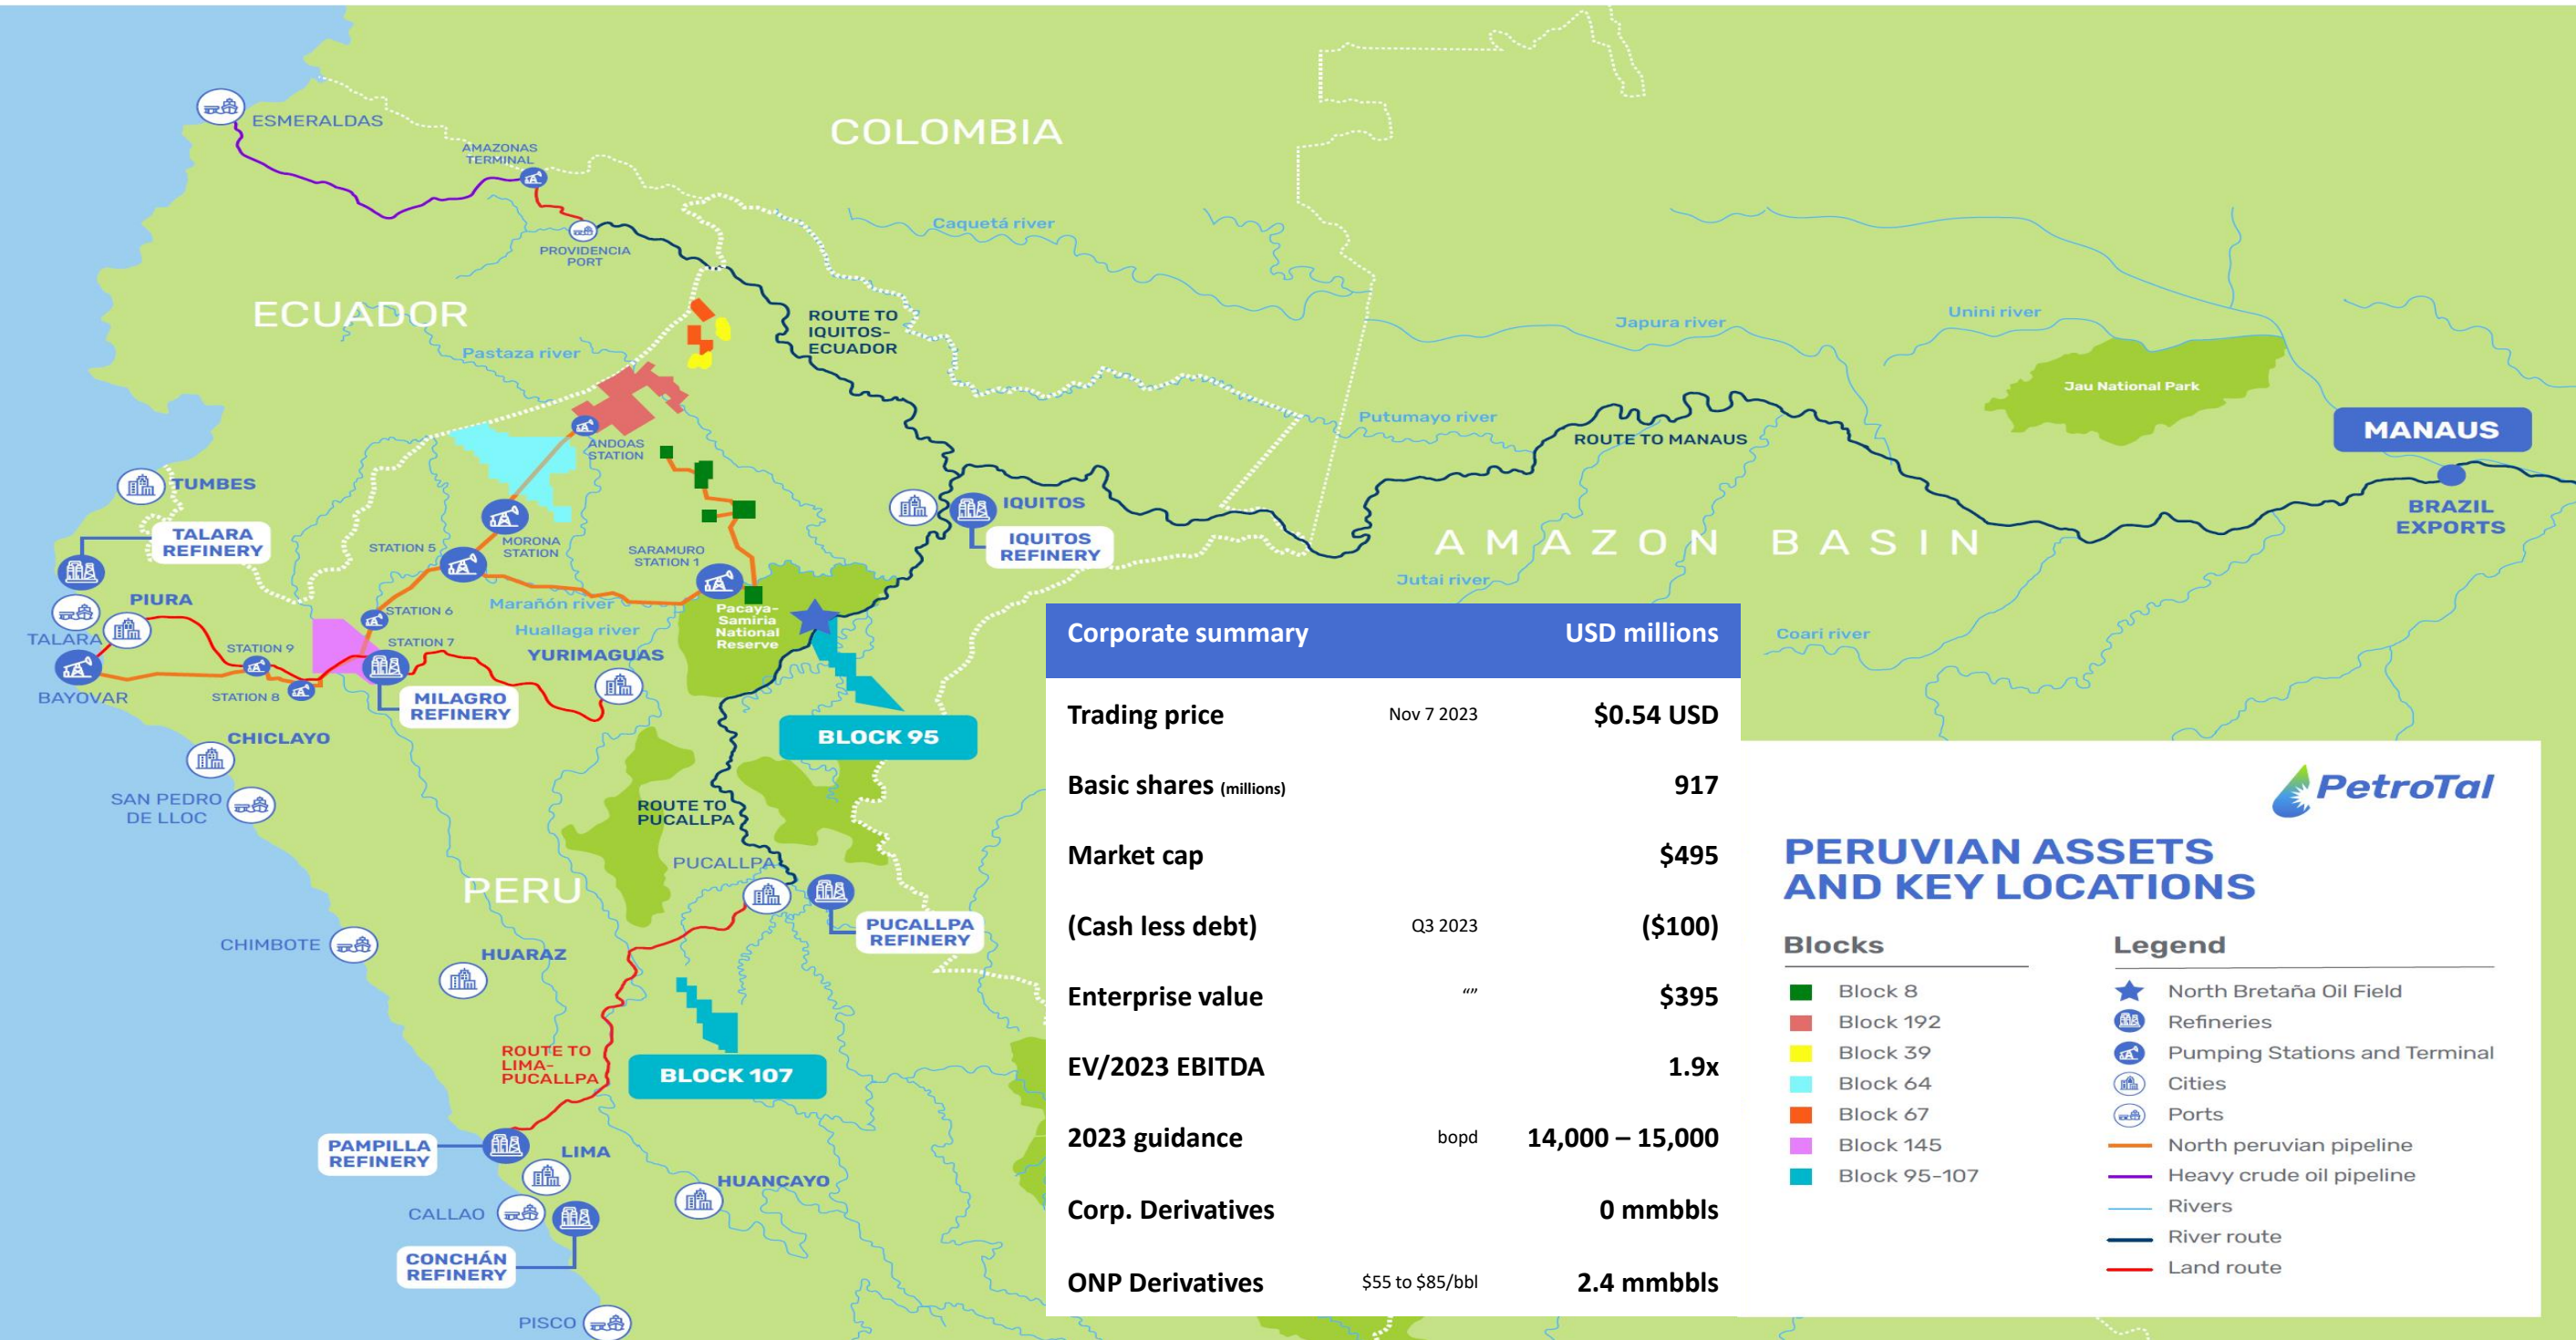 ESMERALDAS
COLOMBIA
AMAZONAS
TERMINAL
Caquetá river
PROVIDENCIA
PORT
ECUADOR
ROUTE TO
IQUITOS-
ECUADOR
Pastaza river
Japura river
Unini river
Jau National Park
Putumayo river
ROUTE TO MANAUS
MANAUS
BRAZIL
EXPORTS
ANDOAS
STATION
TUMBES
TALARA
REFINERY
STATION 5
MORONA
STATION
SARAMURO
STATION 1
IQUITOS
IQUITOS
REFINERY
AMAZON BASIN
Jutai river
PIURA
TALARA
STATION 6
Marañón river
Pacaya-
Samiria
National
Reserve
Huallaga river
STATION 9
STATION 7
YURIMAGUAS
Coari river
BAYOVAR
STATION 8
MILAGRO
REFINERY
BLOCK 95
CHICLAYO
SAN PEDRO
DE LLOC
ROUTE TO
PUCALLPA
PUCALLPA
PERU
PUCALLPA
REFINERY
CHIMBOTE
HUARAZ
ROUTE TO
LIMA-
PUCALLPA
BLOCK 107
PAMPILLA
REFINERY
LIMA
HUANCAYO
CALLAO
CONCHÁN
REFINERY
PISCO
Corporate summary USD millions
Trading price Nov 7 2023 $0.54 USD
Basic shares (millions) 917
Market cap $495
(Cash less debt) Q3 2023 ($100)
Enterprise value “” $395
EV/2023 EBITDA 1.9x
2023 guidance bopd 14,000 – 15,000
Corp. Derivatives 0 mmbbls
ONP Derivatives $55 to $85/bbl 2.4 mmbbls
PetroTal
PERUVIAN ASSETS
AND KEY LOCATIONS
Blocks
Block 8
Block 192
Block 39
Block 64
Block 67
Block 145
Block 95-107
Legend
North Bretaña Oil Field
Refineries
Pumping Stations and Terminal
Cities
Ports
North peruvian pipeline
Heavy crude oil pipeline
Rivers
River route
Land route